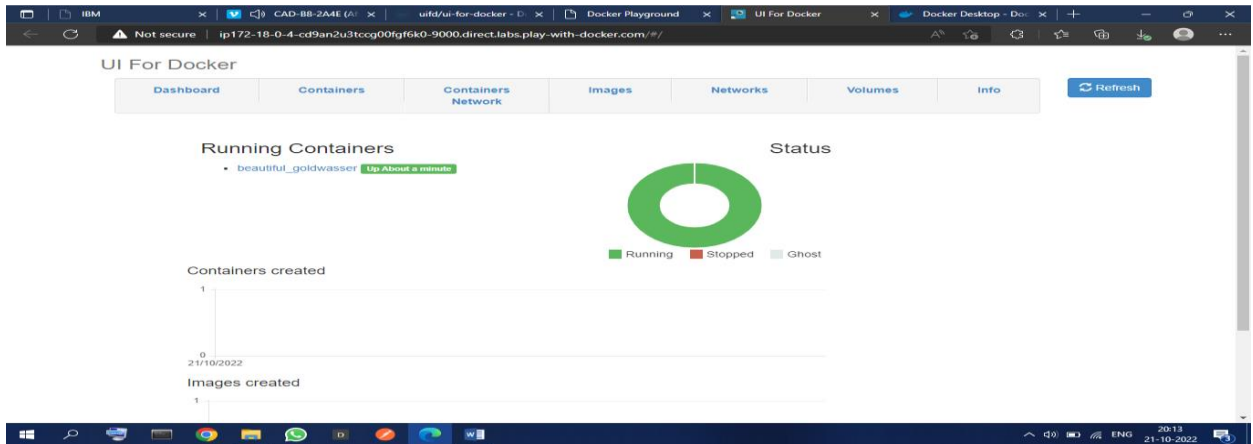 IBM
CAD-BB-2A4E (Af
uifd/ui-for-docker - D
Docker Playground
UI For Docker
Docker Desktop - Doc
Not secure | ip172-18-0-4-cd9an2u3tccg00fgf6k0-9000.direct.labs.play-with-docker.com/#/
UI For Docker
Dashboard
Containers
Containers
Network
Images
Networks
Volumes
Info
Refresh
Running Containers
beautiful_goldwasser Up About a minute
Status
Running
Stopped
Ghost
Containers created
1
0
21/10/2022
Images created
1
ENG
20:13
21-10-2022